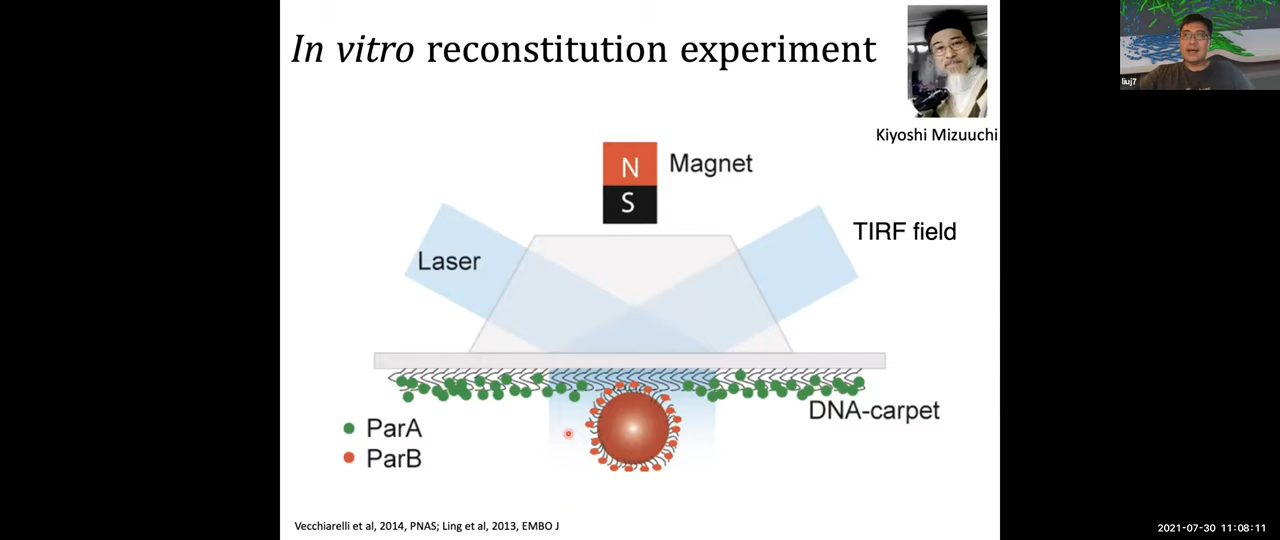 In vitro reconstitution experiment
liuj7
Kiyoshi Mizuuchi
N
Magnet
S
TIRF field
Laser
DNA-carpet
ParA
ParB
Vecchiarelli et al, 2014, PNAS; Ling et al, 2013, EMBO J
2021-07-30 11:08:11